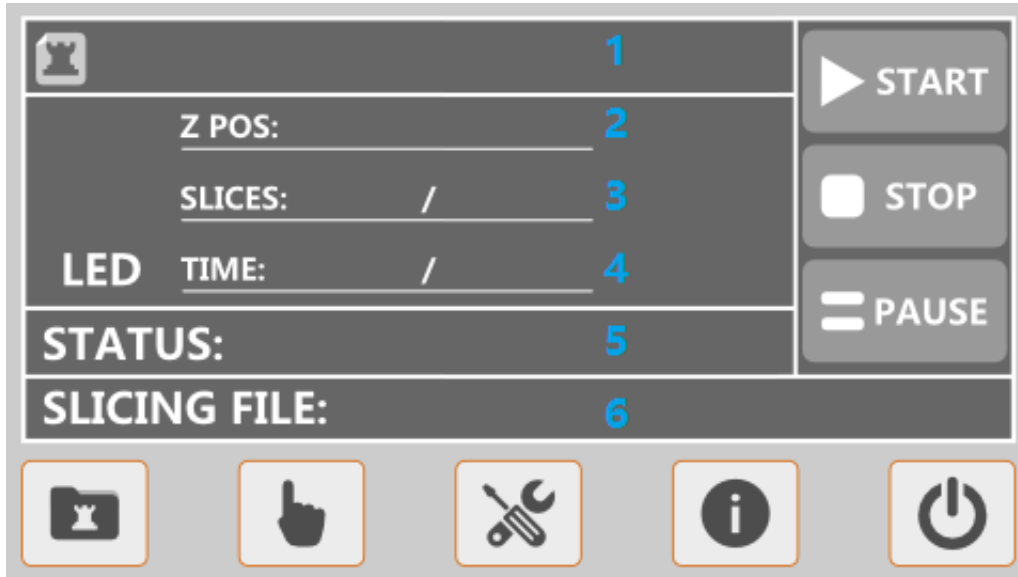 1
START
Z POS: 2
SLICES: / 3
STOP
LED TIME: / 4
PAUSE
STATUS: 5
SLICING FILE: 6
i